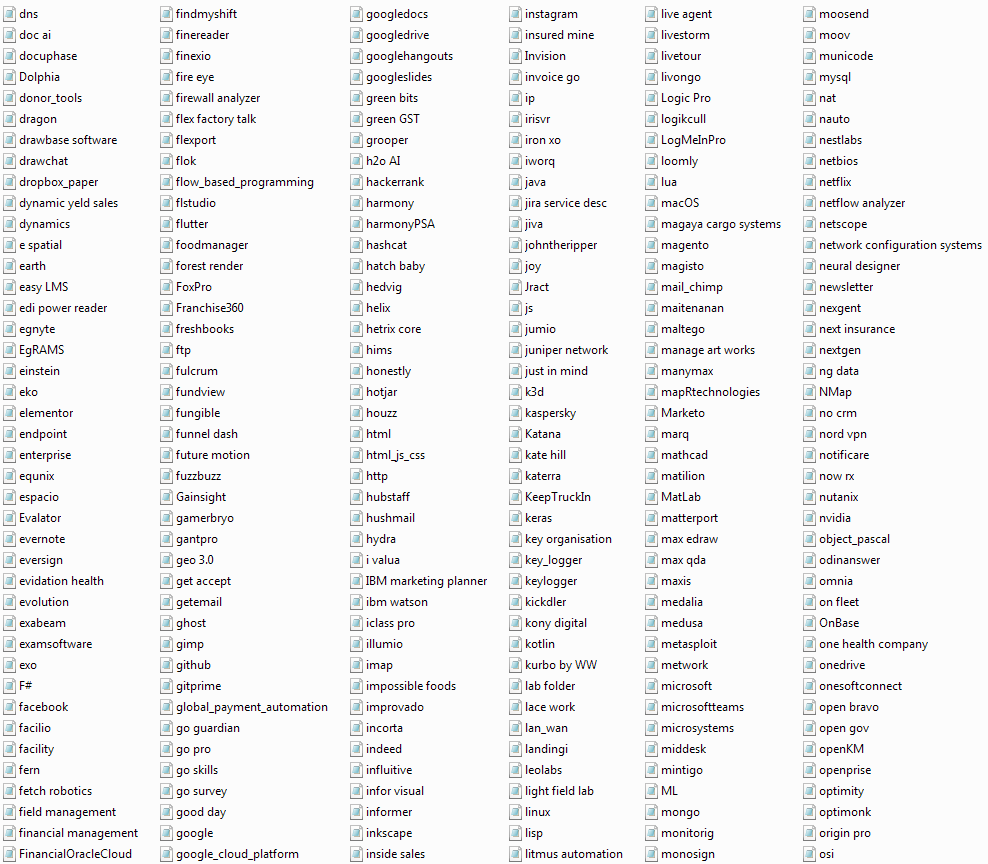 dns
doc ai
docuphase
Dolphia
donor_tools
dragon
drawbase software
drawchat
dropbox_paper
dynamic yeld sales
dynamics
e spatial
earth
easy LMS
edi power reader
egnyte
EgRAMS
einstein
eko
elementor
endpoint
enterprise
equnix
espacio
Evalator
evernote
eversign
evidation health
evolution
exabeam
examsoftware
exo
F#
facebook
facilio
facility
fern
fetch robotics
field management
financial management
FinancialOracleCloud
findmyshift
finereader
finexio
fire eye
firewall analyzer
flex factory talk
flexport
flok
flow_based_programming
flstudio
flutter
foodmanager
forest render
FoxPro
Franchise360
freshbooks
ftp
fulcrum
fundview
fungible
funnel dash
future motion
fuzzbuzz
Gainsight
gamerbryo
gantpro
geo 3.0
get accept
getemail
ghost
gimp
github
gitprime
global_payment_automation
go guardian
go pro
go skills
go survey
good day
google
google_cloud_platform
googledocs
googledrive
googlehangouts
googleslides
green bits
green GST
grooper
h2o AI
hackerrank
harmony
harmonyPSA
hashcat
hatch baby
hedvig
helix
hetrix core
hims
honestly
hotjar
houzz
html
html_js_css
http
hubstaff
hushmail
hydra
i valua
IBM marketing planner
ibm watson
iclass pro
illumio
imap
impossible foods
improvado
incorta
indeed
influitive
infor visual
informer
inkscape
inside sales
instagram
insured mine
Invision
invoice go
ip
irisvr
iron xo
iworq
java
jira service desc
jiva
johntheripper
joy
Jract
js
jumio
juniper network
just in mind
k3d
kaspersky
Katana
kate hill
katerra
KeepTruckIn
keras
key organisation
key_logger
keylogger
kickdler
kony digital
kotlin
kurbo by WW
lab folder
lace work
lan_wan
landingi
leolabs
light field lab
linux
lisp
litmus automation
live agent
livestorm
livetour
livongo
Logic Pro
logikcull
LogMeInPro
loomly
lua
macOS
magaya cargo systems
magento
magisto
mail_chimp
maitenanan
maltego
manage art works
manymax
mapRtechnologies
Marketo
marq
mathcad
matilion
MatLab
matterport
max edraw
max qda
maxis
medalia
medusa
metasploit
metwork
microsoft
microsoftteams
microsystems
middesk
mintigo
ML
mongo
monitorig
monosign
moosend
moov
municode
mysql
nat
nauto
nestlabs
netbios
netflix
netflow analyzer
netscope
network configuration systems
neural designer
newsletter
nexgent
next insurance
nextgen
ng data
NMap
no crm
nord vpn
notificare
now rx
nutanix
nvidia
object_pascal
odinanswer
omnia
on fleet
OnBase
one health company
onedrive
onesoftconnect
open bravo
open gov
openKM
openprise
optimity
optimonk
origin pro
osi